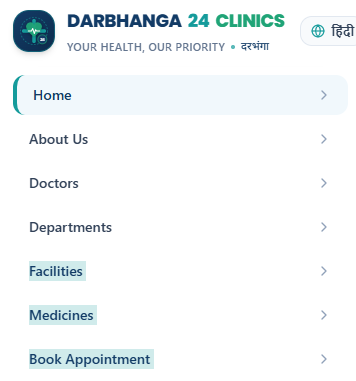 DARBHANGA 24 CLINICS
YOUR HEALTH, OUR PRIORITY • दरभंगा
हिंदी
Home
About Us
Doctors
Departments
Facilities
Medicines
Book Appointment